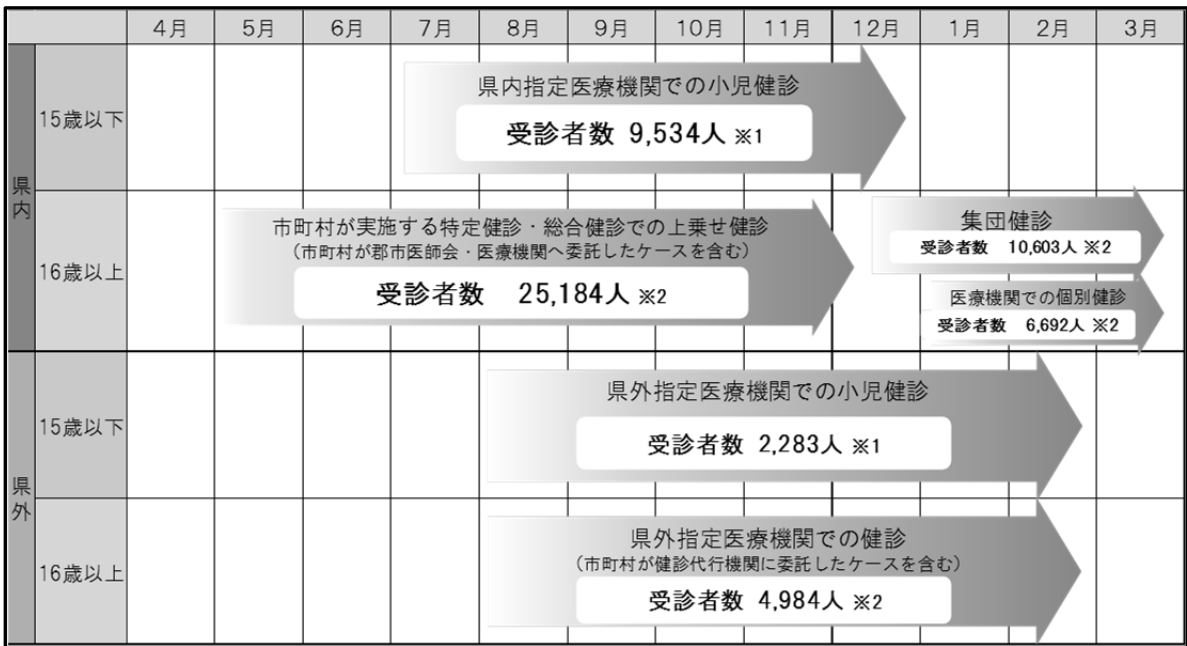 4月 5月 6月 7月 8月 9月 10月 11月 12月 1月 2月 3月
県内
15歳以下
県内指定医療機関での小児健診
受診者数 9,534人 ※1
16歳以上
市町村が実施する特定健診・総合健診での上乗せ健診
(市町村が郡市医師会・医療機関へ委託したケースを含む)
受診者数 25,184人 ※2
集団健診
受診者数 10,603人 ※2
医療機関での個別健診
受診者数 6,692人 ※2
県外
15歳以下
県外指定医療機関での小児健診
受診者数 2,283人 ※1
16歳以上
県外指定医療機関での健診
(市町村が健診代行機関に委託したケースを含む)
受診者数 4,984人 ※2